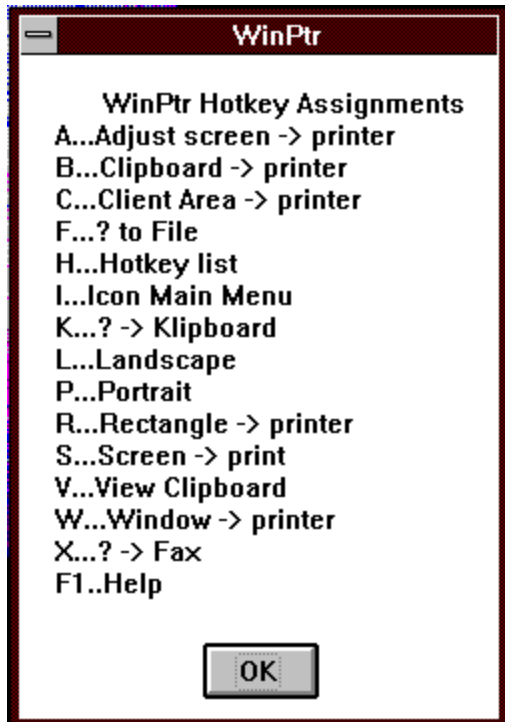 WinPtr
WinPtr Hotkey Assignments
A...Adjust screen -> printer
B...Clipboard -> printer
C...Client Area -> printer
F...? to File
H...Hotkey list
I...Icon Main Menu
K...? -> Klipboard
L...Landscape
P...Portrait
R...Rectangle -> printer
S...Screen -> print
V...View Clipboard
W...Window -> printer
X...? -> Fax
F1..Help
OK